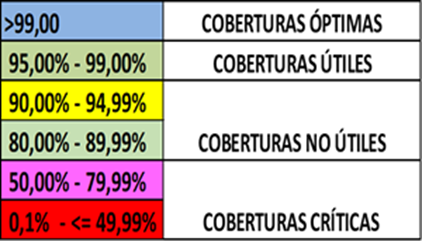 >99,00 COBERTURAS ÓPTIMAS
95,00% - 99,00% COBERTURAS ÚTILES
90,00% - 94,99%
80,00% - 89,99% COBERTURAS NO ÚTILES
50,00% - 79,99%
0,1% - <= 49,99% COBERTURAS CRÍTICAS